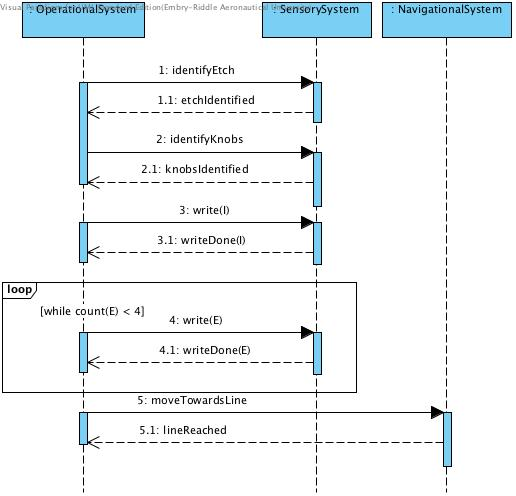 : OperationalSystem
: SensorySystem
: NavigationalSystem
1: identifyEtch
1.1: etchIdentified
2: identifyKnobs
2.1: knobsIdentified
3: write(I)
3.1: writeDone(I)
loop
[while count(E) < 4]
4: write(E)
4.1: writeDone(E)
5: moveTowardsLine
5.1: lineReached